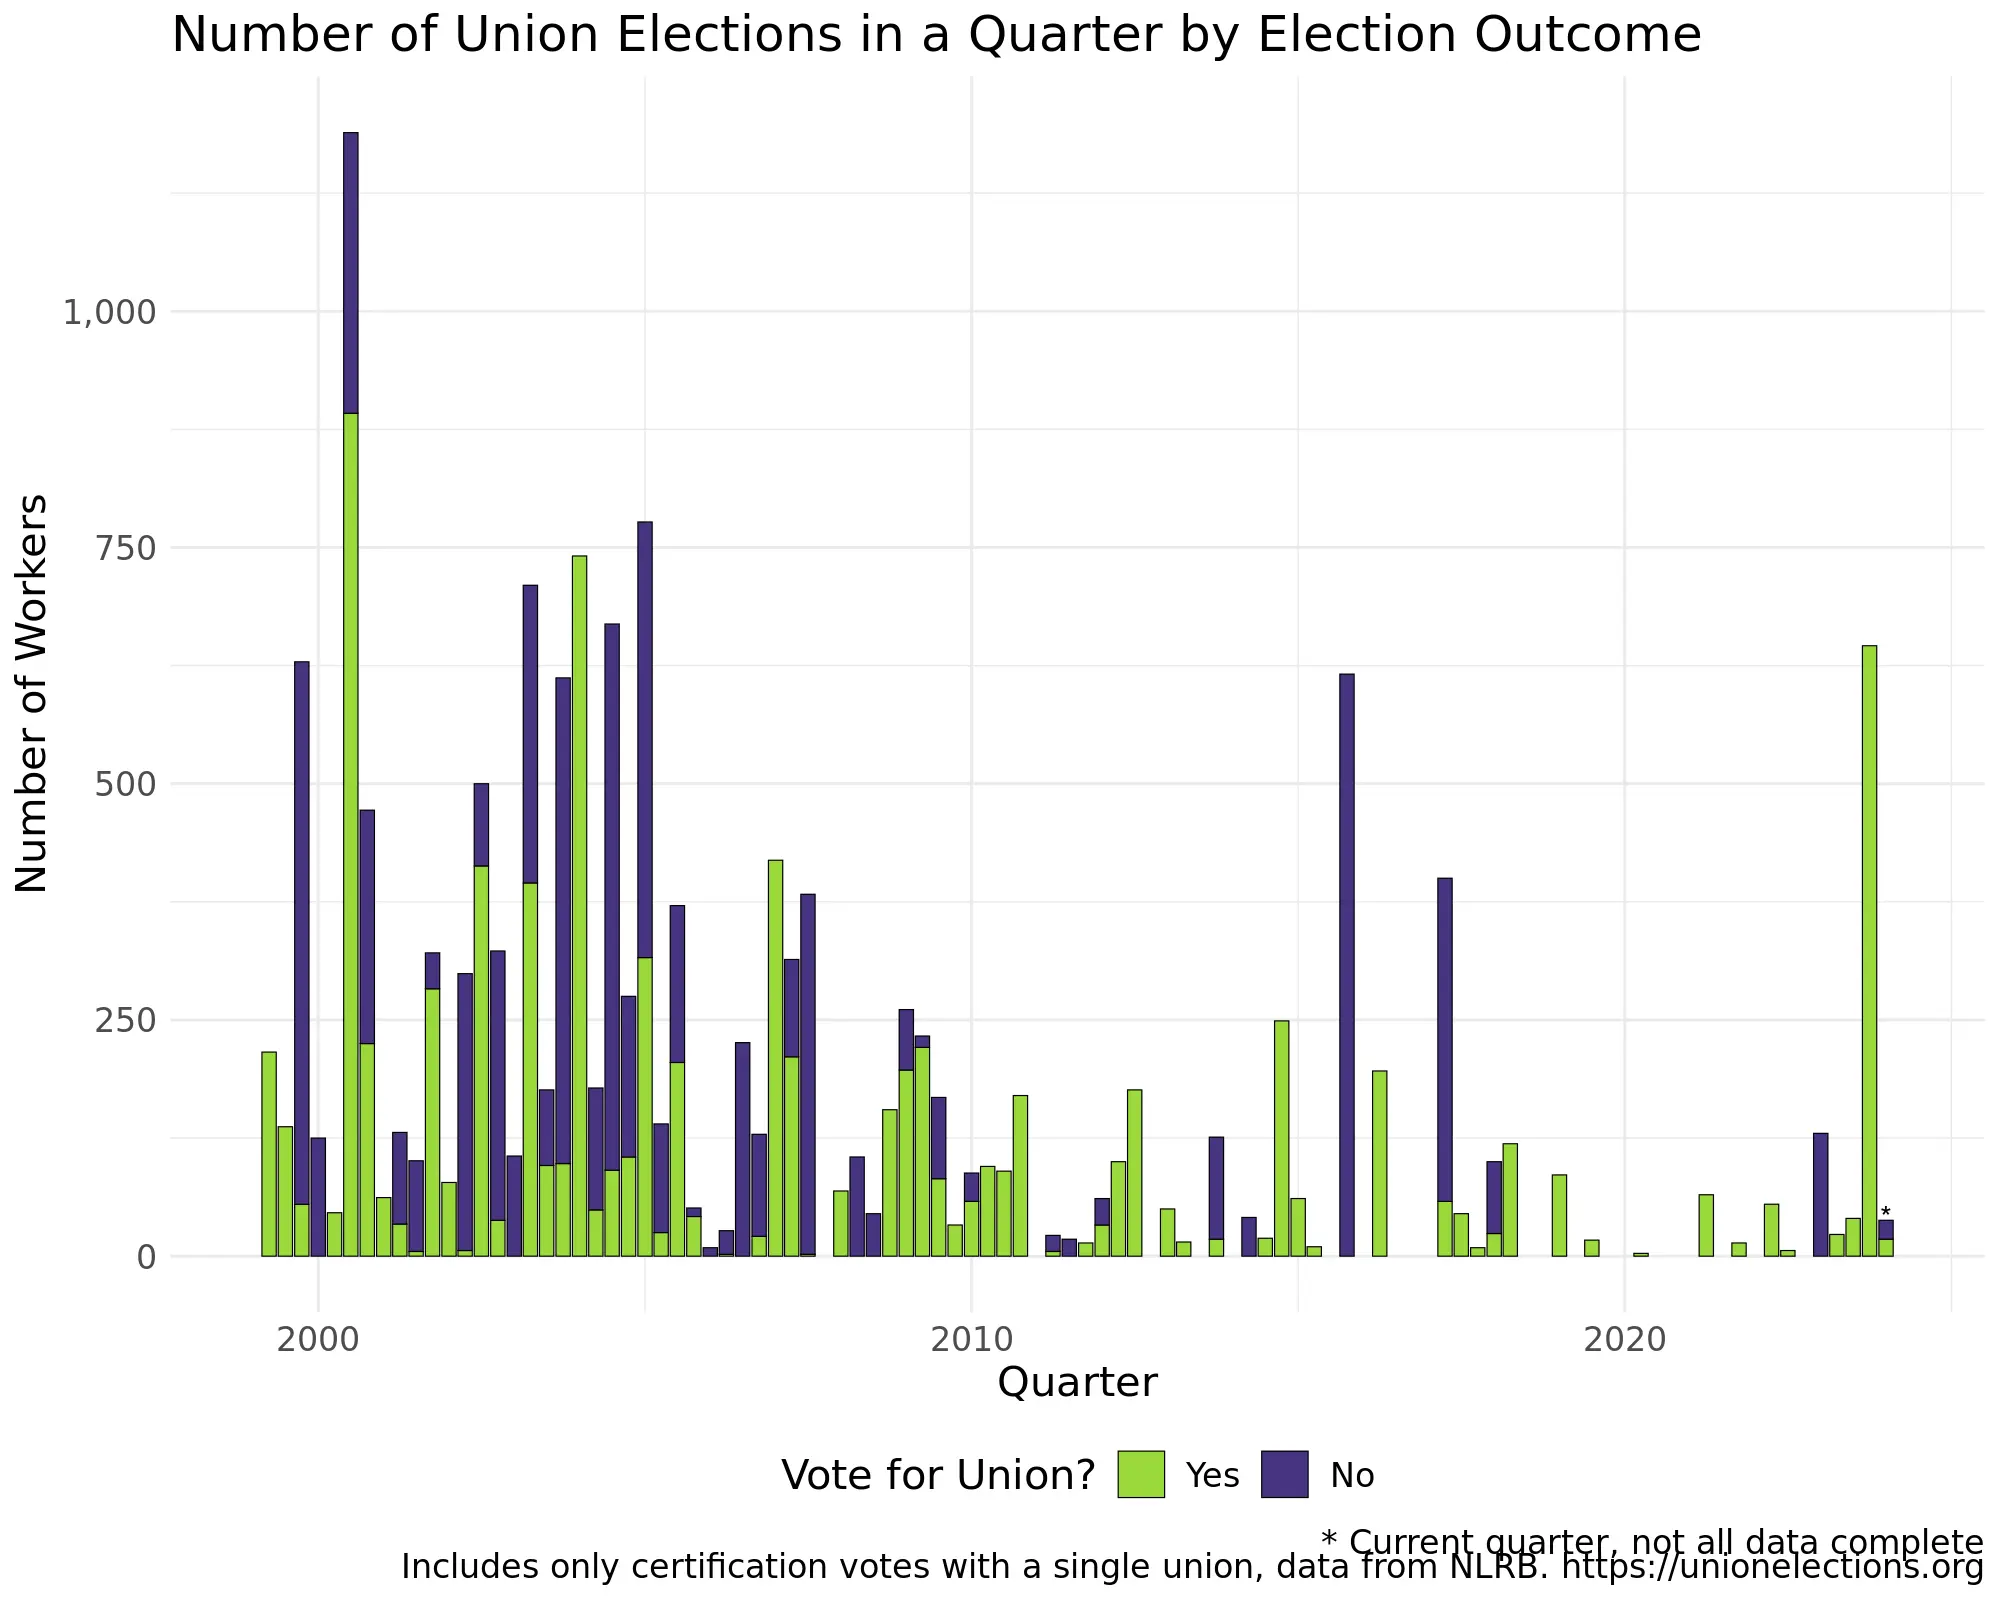 Number of Union Elections in a Quarter by Election Outcome
Number of Workers
1,000
750
500
250
0
*
2000
2010
2020
Quarter
Vote for Union?
Yes
No
* Current quarter, not all data complete
Includes only certification votes with a single union, data from NLRB. https://unionelections.org